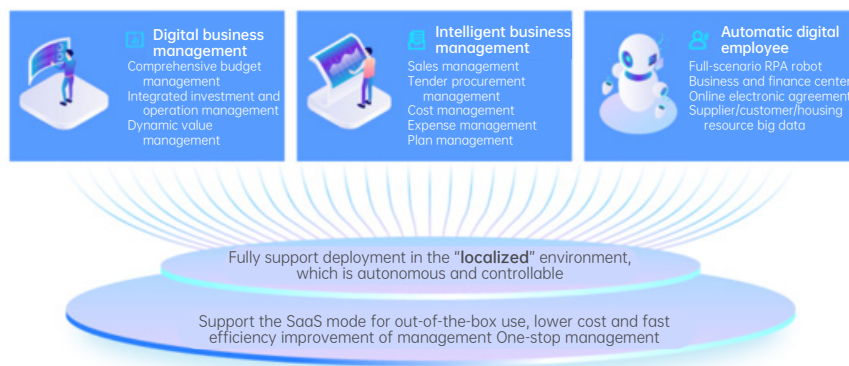 Digital business
management
Comprehensive budget
management
Integrated investment and
operation management
Dynamic value
management
Intelligent business
management
Sales management
Tender procurement
management
Cost management
Expense management
Plan management
Automatic digital
employee
Full-scenario RPA robot
Business and finance center
Online electronic agreement
Supplier/customer/housing
resource big data
Fully support deployment in the "localized" environment,
which is autonomous and controllable
Support the SaaS mode for out-of-the-box use, lower cost and fast
efficiency improvement of management One-stop management